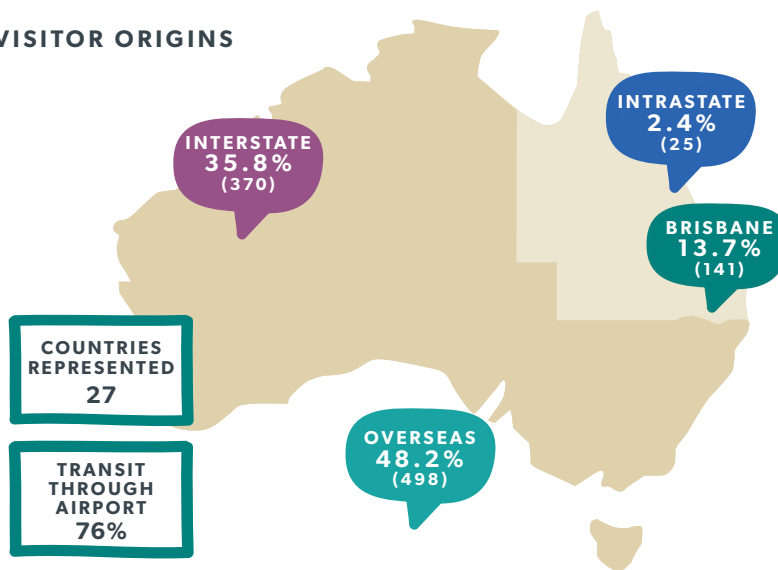 VISITOR ORIGINS
INTRASTATE
2.4%
(25)
INTERSTATE
35.8%
(370)
BRISBANE
13.7%
(141)
COUNTRIES
REPRESENTED
27
OVERSEAS
48.2%
(498)
TRANSIT
THROUGH
AIRPORT
76%